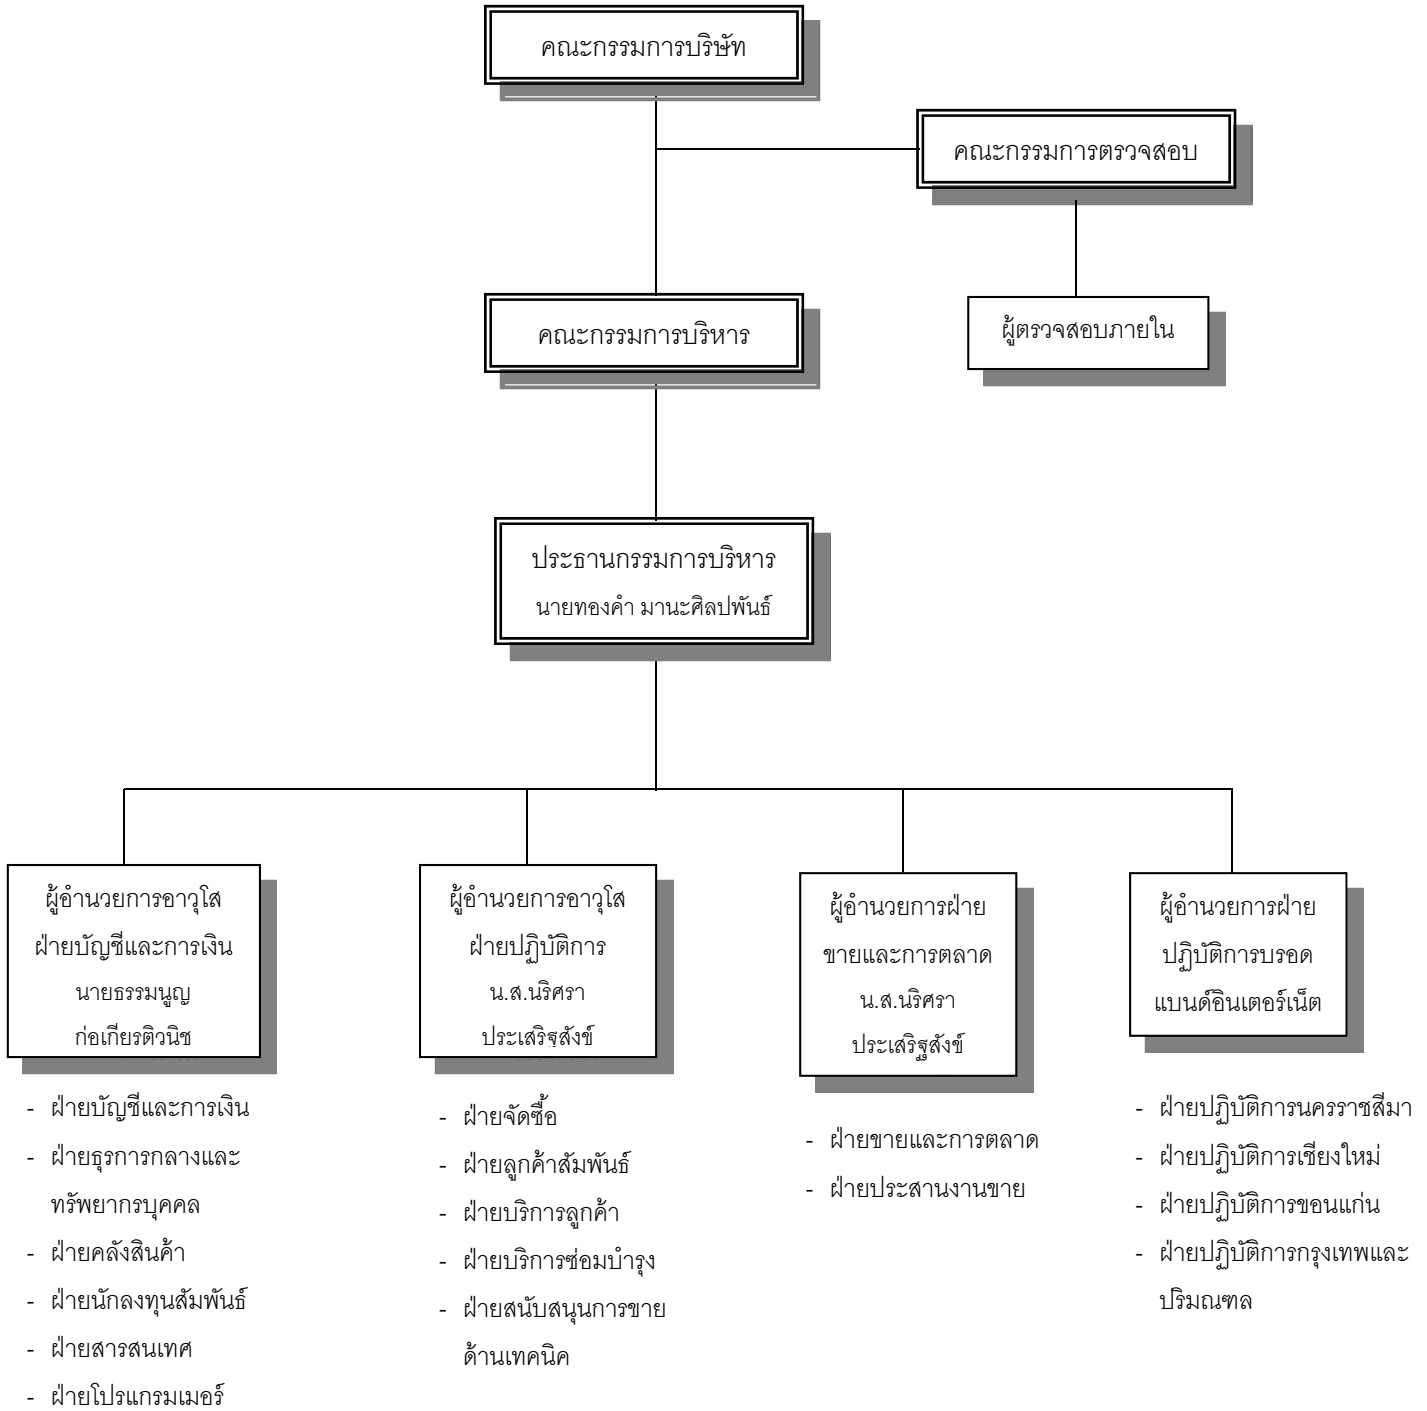 คณะกรรมการบริษัท
คณะกรรมการตรวจสอบ
ผู้ตรวจสอบภายใน
คณะกรรมการบริหาร
ประธานกรรมการบริหาร
นายทองคำ มานะศิลปพันธ์
ผู้อำนวยการอาวุโส
ฝ่ายบัญชีและการเงิน
นายธรรมนูญ
ก่อเกียรติวนิช
- ฝ่ายบัญชีและการเงิน
- ฝ่ายธุรการกลางและ
ทรัพยากรบุคคล
- ฝ่ายคลังสินค้า
- ฝ่ายนักลงทุนสัมพันธ์
- ฝ่ายสารสนเทศ
- ฝ่ายโปรแกรมเมอร์
ผู้อำนวยการอาวุโส
ฝ่ายปฏิบัติการ
น.ส.นริศรา
ประเสริฐสังข์
- ฝ่ายจัดซื้อ
- ฝ่ายลูกค้าสัมพันธ์
- ฝ่ายบริการลูกค้า
- ฝ่ายบริการซ่อมบำรุง
- ฝ่ายสนับสนุนการขาย
ด้านเทคนิค
ผู้อำนวยการฝ่าย
ขายและการตลาด
น.ส.นริศรา
ประเสริฐสังข์
- ฝ่ายขายและการตลาด
- ฝ่ายประสานงานขาย
ผู้อำนวยการฝ่าย
ปฏิบัติการบรอด
แบนด์อินเตอร์เน็ต
- ฝ่ายปฏิบัติการนครราชสีมา
- ฝ่ายปฏิบัติการเชียงใหม่
- ฝ่ายปฏิบัติการขอนแก่น
- ฝ่ายปฏิบัติการกรุงเทพและ
ปริมณฑล